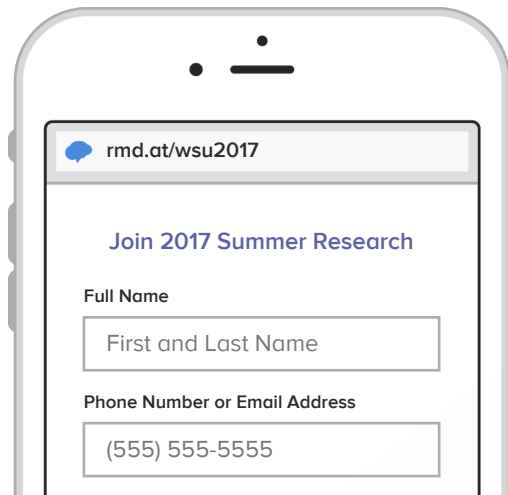 rmd.at/wsu2017
Join 2017 Summer Research
Full Name
First and Last Name
Phone Number or Email Address
(555) 555-5555